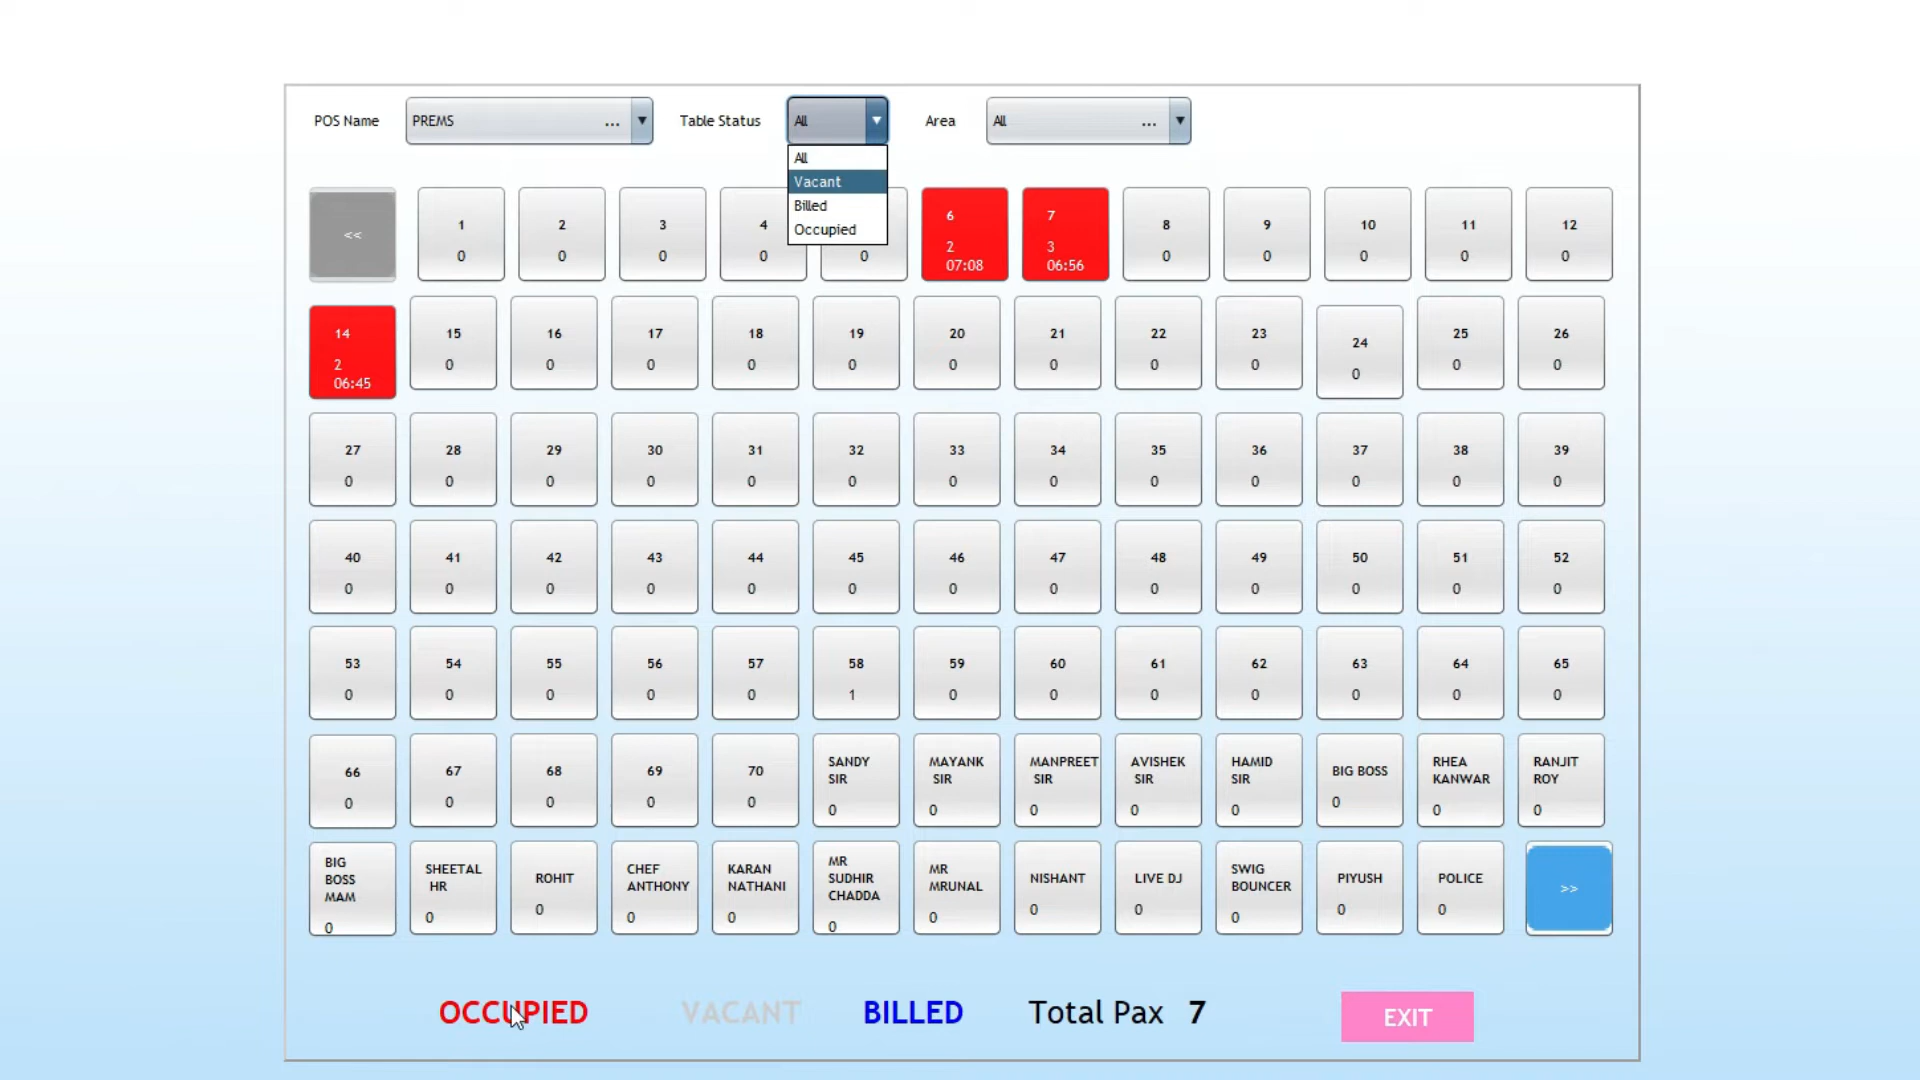 POS Name PREMS ... Table Status All Area All ...
All
Vacant
Billed
Occupied
<< 1 2 3 4 6 7 8 9 10 11 12
0 0 0 0 0 2 3 0 0 0 0 0
07:08 06:56
14 15 16 17 18 19 20 21 22 23 24 25 26
2 0 0 0 0 0 0 0 0 0 0 0 0
06:45
27 28 29 30 31 32 33 34 35 36 37 38 39
0 0 0 0 0 0 0 0 0 0 0 0 0
40 41 42 43 44 45 46 47 48 49 50 51 52
0 0 0 0 0 0 0 0 0 0 0 0 0
53 54 55 56 57 58 59 60 61 62 63 64 65
0 0 0 0 0 1 0 0 0 0 0 0 0
66 67 68 69 70
0 0 0 0 0
SANDY
SIR
0
MAYANK
SIR
0
MANPREET
SIR
0
AVISHEK
SIR
0
HAMID
SIR
0
BIG BOSS
0
RHEA
KANWAR
0
RANJIT
ROY
0
BIG
BOSS
MAM
0
SHEETAL
HR
0
ROHIT
0
CHEF
ANTHONY
0
KARAN
NATHANI
0
MR
SUDHIR
CHADDA
0
MR
MRUNAL
0
NISHANT
0
LIVE DJ
0
SWIG
BOUNCER
0
PIYUSH
0
POLICE
0
>>
OCCUPIED VACANT BILLED Total Pax 7 EXIT